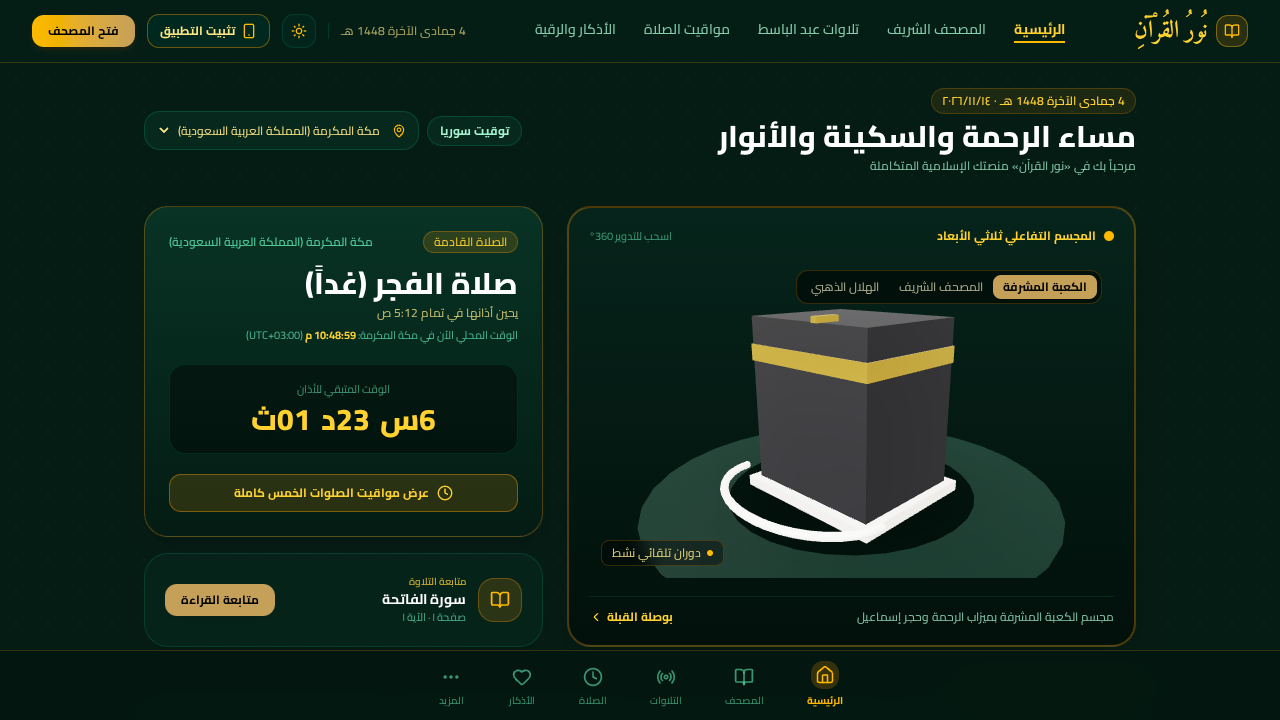 نُورُ القُرآنِ
الرئيسية
المصحف الشريف
تلاوات عبد الباسط
مواقيت الصلاة
الأذكار والرقية
4 جمادى الآخرة 1448 هـ
تثبيت التطبيق
فتح المصحف
4 جمادى الآخرة 1448 هـ · ٢٠٢٦/١١/١٤
مساء الرحمة والسكينة والأنوار
مرحباً بك في «نور القرآن» منصتك الإسلامية المتكاملة
توقيت سوريا
مكة المكرمة (المملكة العربية السعودية)
المجسم التفاعلي ثلاثي الأبعاد
اسحب للتدوير 360°
الكعبة المشرفة
المصحف الشريف
الهلال الذهبي
دوران تلقائي نشط
مجسم الكعبة المشرفة بميزاب الرحمة وحجر إسماعيل
بوصلة القبلة
الصلاة القادمة
مكة المكرمة (المملكة العربية السعودية)
صلاة الفجر (غداً)
يحين أذانها في تمام 5:12 ص
الوقت المحلي الآن في مكة المكرمة: 10:48:59 م (UTC+03:00)
الوقت المتبقي للأذان
6س 23د 01ث
عرض مواقيت الصلوات الخمس كاملة
متابعة التلاوة
سورة الفاتحة
صفحة ١ · الآية ١
متابعة القراءة
الرئيسية
المصحف
التلاوات
الصلاة
الأذكار
المزيد